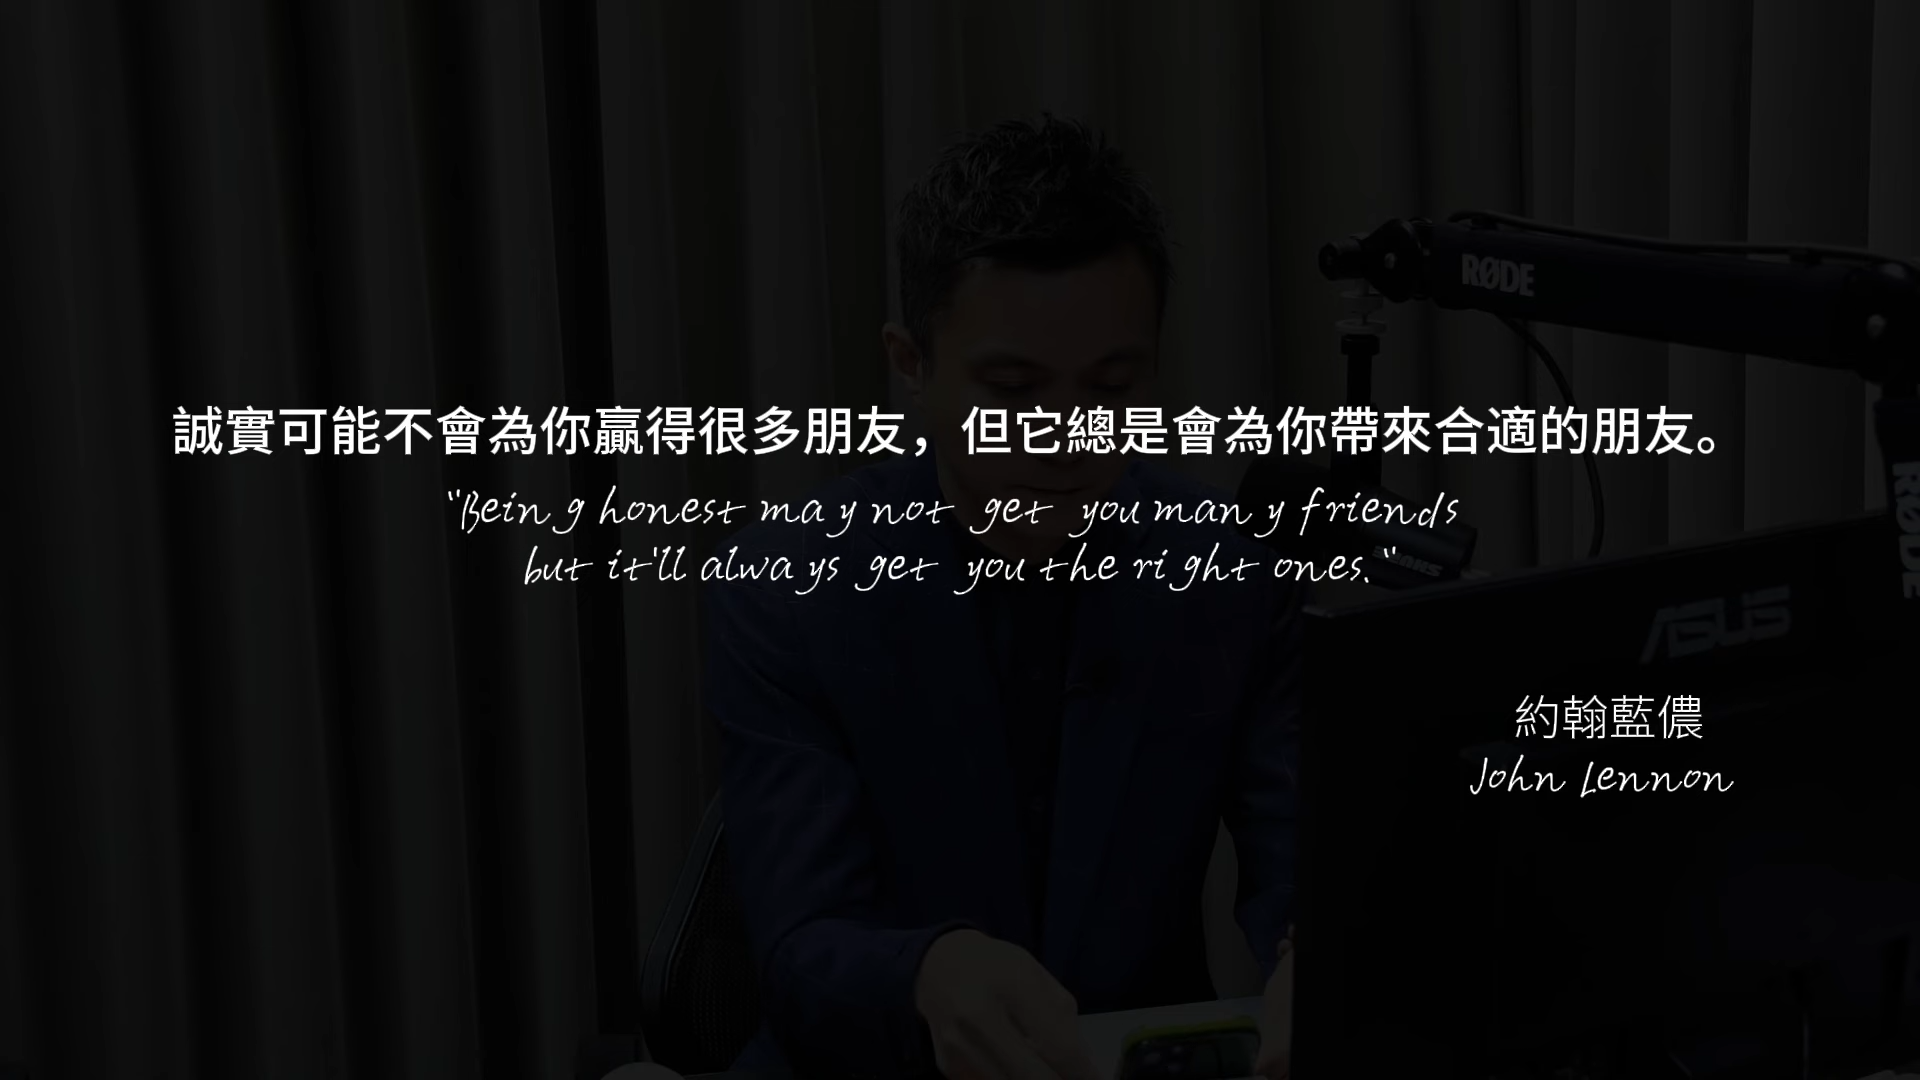 RØDE
誠實可能不會為你贏得很多朋友，但它總是會為你帶來合適的朋友。
"Being honest may not get you many friends
but it'll always get you the right ones."
RØDE
ASUS
約翰藍儂
John Lennon